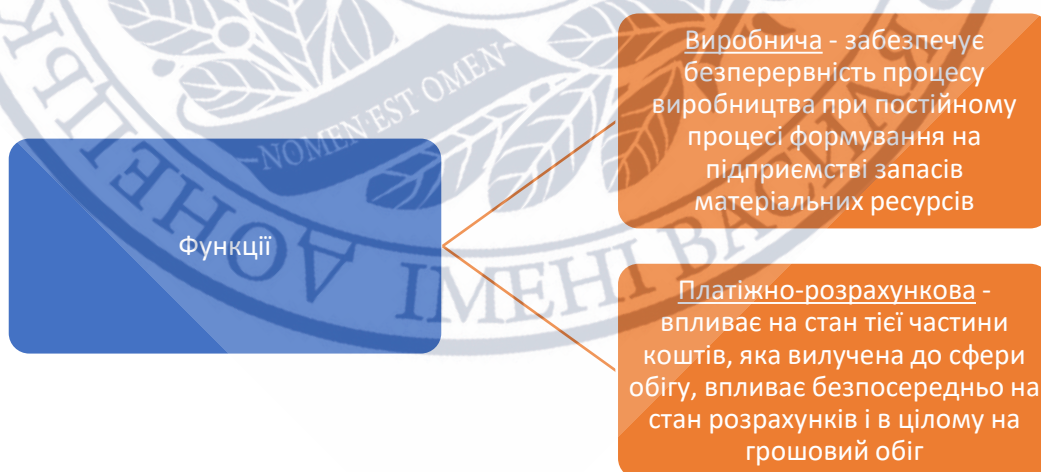 Функції
Виробнича - забезпечує
безперервність процесу
виробництва при постійному
процесі формування на
підприємстві запасів
матеріальних ресурсів
Платіжно-розрахункова -
впливає на стан тієї частини
коштів, яка вилучена до сфери
обігу, впливає безпосередньо на
стан розрахунків і в цілому на
грошовий обіг
NOMEN·EST OMEN
ІМЕНІ ВАСИЛ